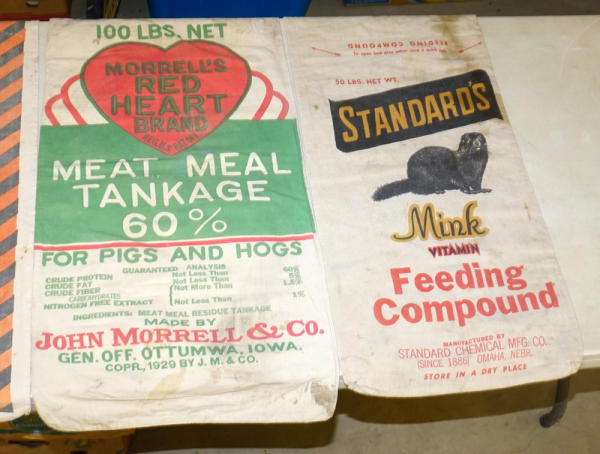 100 LBS. NET
MORRELL'S
RED
HEART
BRAND
MEAT MEAL
TANKAGE
60%
FOR PIGS AND HOGS
GUARANTEED ANALYSIS
CRUDE PROTEIN Not Less Than 60%
CRUDE FAT Not Less Than
CRUDE FIBER Not More Than
CARBOHYDRATES
NITROGEN FREE EXTRACT Not Less Than 1%
INGREDIENTS: MEAT MEAL RESIDUE TANKAGE
MADE BY
JOHN MORRELL & CO.
GEN. OFF. OTTUMWA, IOWA.
COPR., 1929 BY J. M. & CO.
FEEDING COMPOUND
50 LBS. NET WT.
STANDARD'S
Mink
VITAMIN
Feeding
Compound
MANUFACTURED BY
STANDARD CHEMICAL MFG. CO.
(SINCE 1886) OMAHA, NEBR.
STORE IN A DRY PLACE